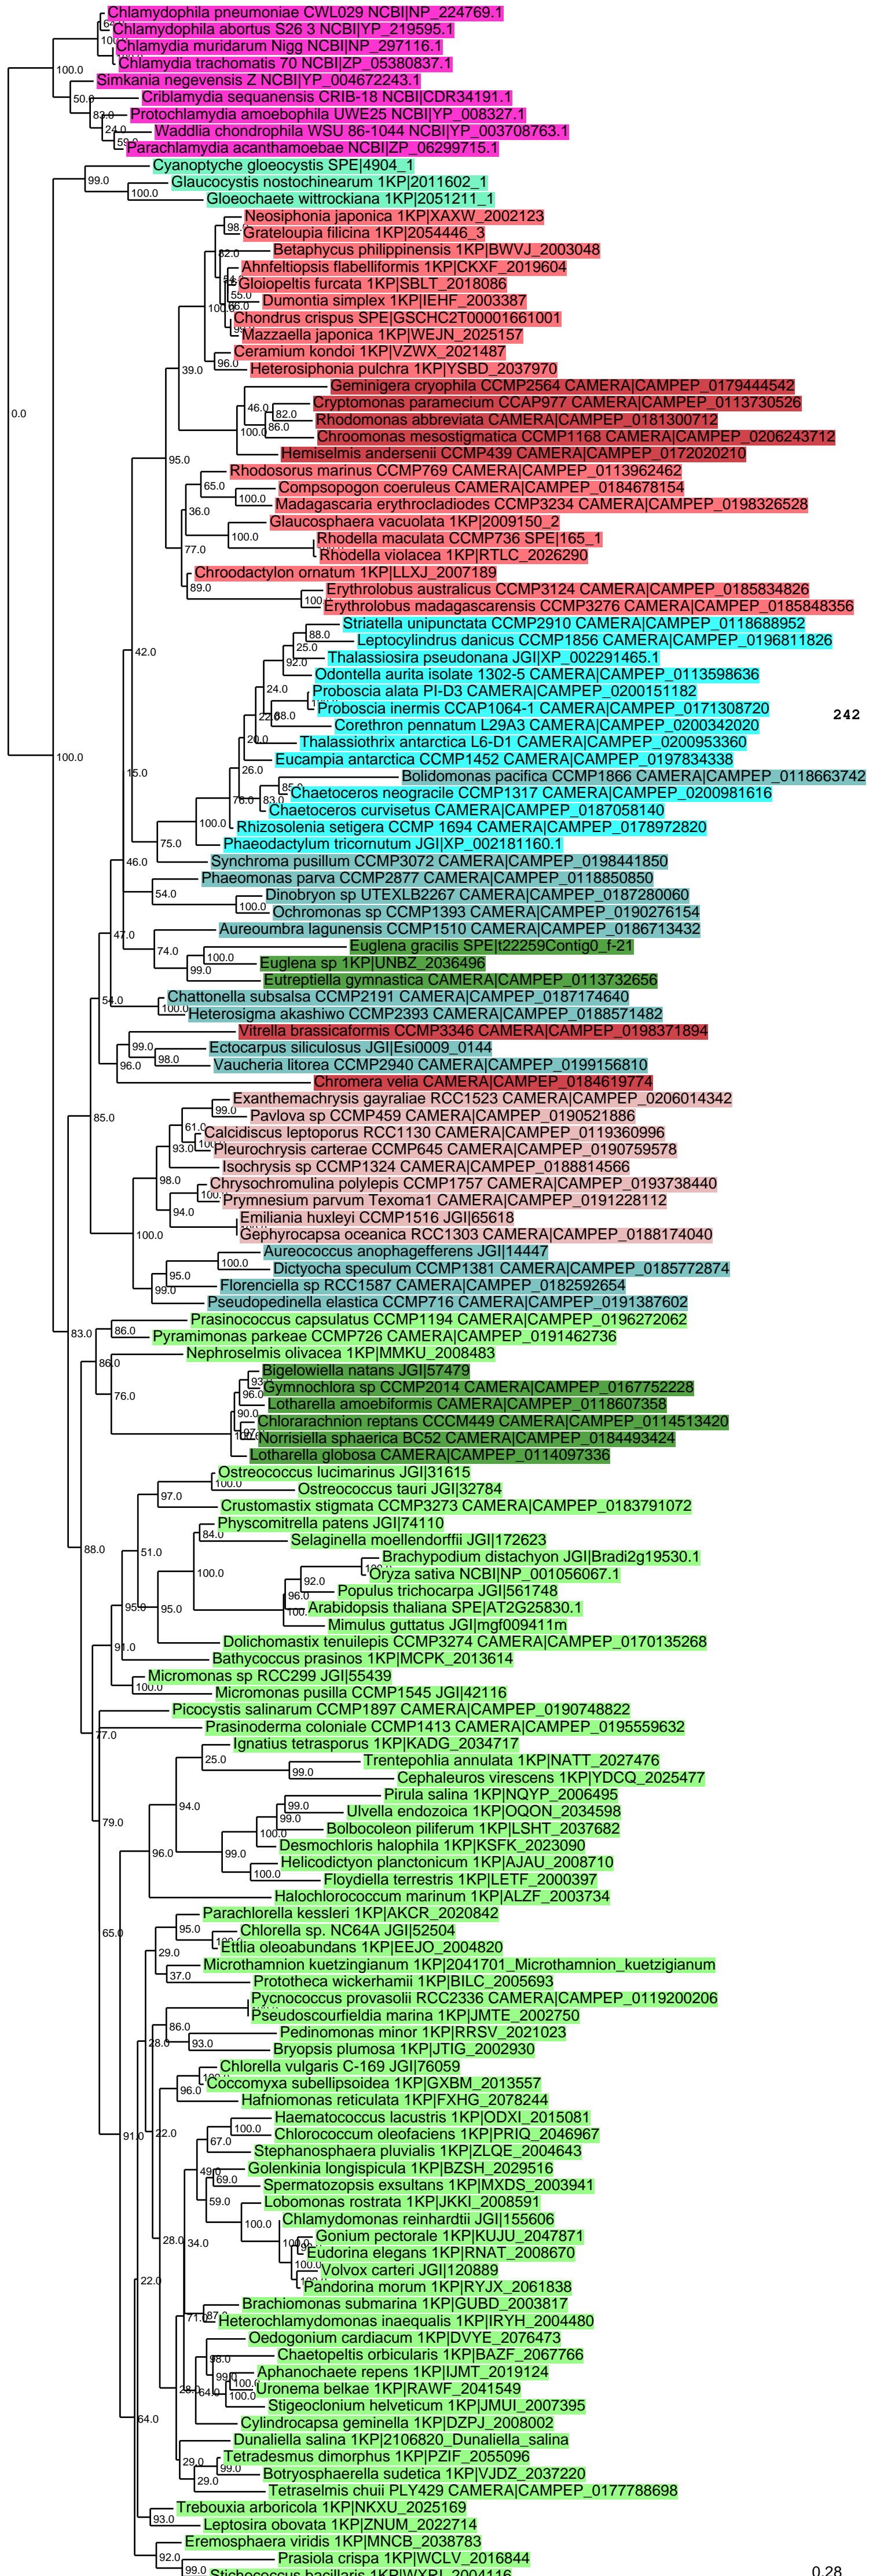 Chlamydophila pneumoniae CWL029 NCBI|NP_224769.1
Chlamydophila abortus S26 3 NCBI|YP_219595.1
Chlamydia muridarum Nigg NCBI|NP_297116.1
Chlamydia trachomatis 70 NCBI|ZP_05380837.1
100.0
Simkania negevensis Z NCBI|YP_004672243.1
50.0
Criblamydia sequanensis CRIB-18 NCBI|CDR34191.1
83.0
Protochlamydia amoebophila UWE25 NCBI|YP_008327.1
24.0
Waddlia chondrophila WSU 86-1044 NCBI|YP_003708763.1
Parachlamydia acanthamoebae NCBI|ZP_06299715.1
Cyanoptyche gloeocystis SPE|4904_1
99.0
Glaucocystis nostochinearum 1KP|2011602_1
100.0
Gloeochaete wittrockiana 1KP|2051211_1
Neosiphonia japonica 1KP|XAXW_2002123
98.0
Grateloupia filicina 1KP|2054446_3
82.0
Betaphycus philippinensis 1KP|BWVJ_2003048
Ahnfeltiopsis flabelliformis 1KP|CKXF_2019604
Gloiopeltis furcata 1KP|SBLT_2018086
55.0
Dumontia simplex 1KP|IEHF_2003387
100.0
Chondrus crispus SPE|GSCHC2T00001661001
Mazzaella japonica 1KP|WEJN_2025157
Ceramium kondoi 1KP|VZWX_2021487
96.0
39.0
Heterosiphonia pulchra 1KP|YSBD_2037970
Geminigera cryophila CCMP2564 CAMERA|CAMPEP_0179444542
Cryptomonas paramecium CCAP977 CAMERA|CAMPEP_0113730526
46.0
82.0
0.0
Rhodomonas abbreviata CAMERA|CAMPEP_0181300712
86.0
100.0
Chroomonas mesostigmatica CCMP1168 CAMERA|CAMPEP_0206243712
Hemiselmis andersenii CCMP439 CAMERA|CAMPEP_0172020210
95.0
Rhodosorus marinus CCMP769 CAMERA|CAMPEP_0113962462
65.0
Compsopogon coeruleus CAMERA|CAMPEP_0184678154
100.0
Madagascaria erythrocladiodes CCMP3234 CAMERA|CAMPEP_0198326528
36.0
Glaucosphaera vacuolata 1KP|2009150_2
100.0
Rhodella maculata CCMP736 SPE|165_1
77.0
Rhodella violacea 1KP|RTLC_2026290
Chroodactylon ornatum 1KP|LLXJ_2007189
89.0
Erythrolobus australicus CCMP3124 CAMERA|CAMPEP_0185834826
100.
Erythrolobus madagascarensis CCMP3276 CAMERA|CAMPEP_0185848356
Striatella unipunctata CCMP2910 CAMERA|CAMPEP_0118688952
88.0
Leptocylindrus danicus CCMP1856 CAMERA|CAMPEP_0196811826
25.0
42.0
Thalassiosira pseudonana JGI|XP_002291465.1
92.0
Odontella aurita isolate 1302-5 CAMERA|CAMPEP_0113598636
24.0
Proboscia alata PI-D3 CAMERA|CAMPEP_0200151182
Proboscia inermis CCAP1064-1 CAMERA|CAMPEP_0171308720
242
Corethron pennatum L29A3 CAMERA|CAMPEP_0200342020
20.0
Thalassiothrix antarctica L6-D1 CAMERA|CAMPEP_0200953360
100.0
Eucampia antarctica CCMP1452 CAMERA|CAMPEP_0197834338
26.0
15.0
Bolidomonas pacifica CCMP1866 CAMERA|CAMPEP_0118663742
Chaetoceros neogracile CCMP1317 CAMERA|CAMPEP_0200981616
76.0
83.0
Chaetoceros curvisetus CAMERA|CAMPEP_0187058140
100.0
Rhizosolenia setigera CCMP 1694 CAMERA|CAMPEP_0178972820
75.0
Phaeodactylum tricornutum JGI|XP_002181160.1
46.0
Synchroma pusillum CCMP3072 CAMERA|CAMPEP_0198441850
Phaeomonas parva CCMP2877 CAMERA|CAMPEP_0118850850
54.0
Dinobryon sp UTEXLB2267 CAMERA|CAMPEP_0187280060
100.0
Ochromonas sp CCMP1393 CAMERA|CAMPEP_0190276154
Aureoumbra lagunensis CCMP1510 CAMERA|CAMPEP_0186713432
47.0
Euglena gracilis SPE|t22259Contig0_f-21
74.0
100.0
Euglena sp 1KP|UNBZ_2036496
99.0
Eutreptiella gymnastica CAMERA|CAMPEP_0113732656
Chattonella subsalsa CCMP2191 CAMERA|CAMPEP_0187174640
54.0
100.0
Heterosigma akashiwo CCMP2393 CAMERA|CAMPEP_0188571482
Vitrella brassicaformis CCMP3346 CAMERA|CAMPEP_0198371894
99.0
Ectocarpus siliculosus JGI|Esi0009_0144
98.0
Vaucheria litorea CCMP2940 CAMERA|CAMPEP_0199156810
96.0
Chromera velia CAMERA|CAMPEP_0184619774
Exanthemachrysis gayraliae RCC1523 CAMERA|CAMPEP_0206014342
99.0
85.0
Pavlova sp CCMP459 CAMERA|CAMPEP_0190521886
61.0
Calcidiscus leptoporus RCC1130 CAMERA|CAMPEP_0119360996
93.0
Pleurochrysis carterae CCMP645 CAMERA|CAMPEP_0190759578
Isochrysis sp CCMP1324 CAMERA|CAMPEP_0188814566
98.0
Chrysochromulina polylepis CCMP1757 CAMERA|CAMPEP_0193738440
100.
Prymnesium parvum Texoma1 CAMERA|CAMPEP_0191228112
94.0
Emiliania huxleyi CCMP1516 JGI|65618
100.0
Gephyrocapsa oceanica RCC1303 CAMERA|CAMPEP_0188174040
Aureococcus anophagefferens JGI|14447
100.0
Dictyocha speculum CCMP1381 CAMERA|CAMPEP_0185772874
95.0
Florenciella sp RCC1587 CAMERA|CAMPEP_0182592654
99.0
Pseudopedinella elastica CCMP716 CAMERA|CAMPEP_0191387602
Prasinococcus capsulatus CCMP1194 CAMERA|CAMPEP_0196272062
83.0
86.0
Pyramimonas parkeae CCMP726 CAMERA|CAMPEP_0191462736
Nephroselmis olivacea 1KP|MMKU_2008483
86.0
Bigelowiella natans JGI|57479
Gymnochlora sp CCMP2014 CAMERA|CAMPEP_0167752228
76.0
96.0
Lotharella amoebiformis CAMERA|CAMPEP_0118607358
90.0
Chlorarachnion reptans CCCM449 CAMERA|CAMPEP_0114513420
Norrisiella sphaerica BC52 CAMERA|CAMPEP_0184493424
Lotharella globosa CAMERA|CAMPEP_0114097336
Ostreococcus lucimarinus JGI|31615
100.0
Ostreococcus tauri JGI|32784
97.0
Crustomastix stigmata CCMP3273 CAMERA|CAMPEP_0183791072
Physcomitrella patens JGI|74110
84.0
Selaginella moellendorffii JGI|172623
88.0
51.0
Brachypodium distachyon JGI|Bradi2g19530.1
100.0
Oryza sativa NCBI|NP_001056067.1
92.0
Populus trichocarpa JGI|561748
96.0
95.0
95.0
Arabidopsis thaliana SPE|AT2G25830.1
100.
Mimulus guttatus JGI|mgf009411m
91.0
Dolichomastix tenuilepis CCMP3274 CAMERA|CAMPEP_0170135268
Bathycoccus prasinos 1KP|MCPK_2013614
Micromonas sp RCC299 JGI|55439
100.0
Micromonas pusilla CCMP1545 JGI|42116
Picocystis salinarum CCMP1897 CAMERA|CAMPEP_0190748822
77.0
Prasinoderma coloniale CCMP1413 CAMERA|CAMPEP_0195559632
Ignatius tetrasporus 1KP|KADG_2034717
25.0
Trentepohlia annulata 1KP|NATT_2027476
99.0
Cephaleuros virescens 1KP|YDCQ_2025477
94.0
Pirula salina 1KP|NQYP_2006495
99.0
79.0
Ulvella endozoica 1KP|OQON_2034598
99.0
Bolbocoleon piliferum 1KP|LSHT_2037682
100.0
Desmochloris halophila 1KP|KSFK_2023090
96.0
99.0
Helicodictyon planctonicum 1KP|AJAU_2008710
100.0
Floydiella terrestris 1KP|LETF_2000397
Halochlorococcum marinum 1KP|ALZF_2003734
Parachlorella kessleri 1KP|AKCR_2020842
65.0
95.0
Chlorella sp. NC64A JGI|52504
Ettlia oleoabundans 1KP|EEJO_2004820
29.0
Microthamnion kuetzingianum 1KP|2041701_Microthamnion_kuetzigianum
37.0
Prototheca wickerhamii 1KP|BILC_2005693
Pycnococcus provasolii RCC2336 CAMERA|CAMPEP_0119200206
Pseudoscourfieldia marina 1KP|JMTE_2002750
86.0
Pedinomonas minor 1KP|RRSV_2021023
28.0
93.0
Bryopsis plumosa 1KP|JTIG_2002930
Chlorella vulgaris C-169 JGI|76059
Coccomyxa subellipsoidea 1KP|GXBM_2013557
96.0
Hafniomonas reticulata 1KP|FXHG_2078244
Haematococcus lacustris 1KP|ODXI_2015081
100.0
91.0
22.0
Chlorococcum oleofaciens 1KP|PRIQ_2046967
67.0
Stephanosphaera pluvialis 1KP|ZLQE_2004643
49.0
Golenkinia longispicula 1KP|BZSH_2029516
69.0
Spermatozopsis exsultans 1KP|MXDS_2003941
59.0
Lobomonas rostrata 1KP|JKKI_2008591
100.0
Chlamydomonas reinhardtii JGI|155606
28.0
34.0
Gonium pectorale 1KP|KUJU_2047871
Eudorina elegans 1KP|RNAT_2008670
100.0
Volvox carteri JGI|120889
22.0
Pandorina morum 1KP|RYJX_2061838
Brachiomonas submarina 1KP|GUBD_2003817
71.0
87.0
Heterochlamydomonas inaequalis 1KP|IRYH_2004480
Oedogonium cardiacum 1KP|DVYE_2076473
98.0
Chaetopeltis orbicularis 1KP|BAZF_2067766
Aphanochaete repens 1KP|IJMT_2019124
28.0
64.0
100.0
Uronema belkae 1KP|RAWF_2041549
100.0
Stigeoclonium helveticum 1KP|JMUI_2007395
64.0
Cylindrocapsa geminella 1KP|DZPJ_2008002
Dunaliella salina 1KP|2106820_Dunaliella_salina
29.0
Tetradesmus dimorphus 1KP|PZIF_2055096
99.0
Botryosphaerella sudetica 1KP|VJDZ_2037220
29.0
Tetraselmis chuii PLY429 CAMERA|CAMPEP_0177788698
Trebouxia arboricola 1KP|NKXU_2025169
93.0
Leptosira obovata 1KP|ZNUM_2022714
Eremosphaera viridis 1KP|MNCB_2038783
92.0
Prasiola crispa 1KP|WCLV_2016844
99.0
0.28